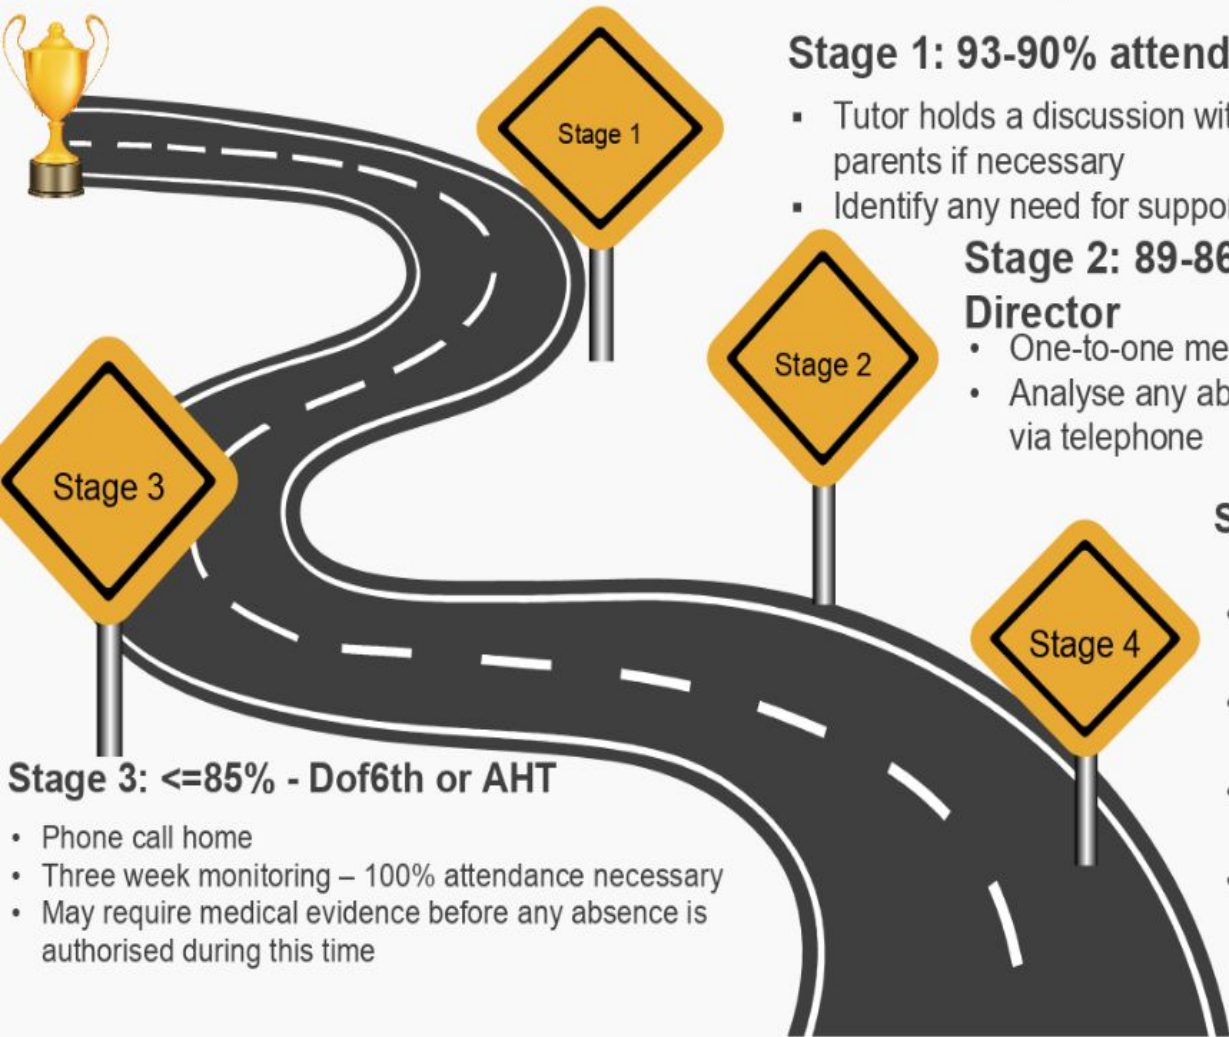 Stage 1: 93-90% attend
Stage 1
▪ Tutor holds a discussion wit
parents if necessary
▪ Identify any need for suppor
Stage 2: 89-86
Director
Stage 2
• One-to-one me
• Analyse any ab
via telephone
Stage 3
S
Stage 4
Stage 3: <=85% - Dof6th or AHT
• Phone call home
• Three week monitoring – 100% attendance necessary
• May require medical evidence before any absence is
authorised during this time